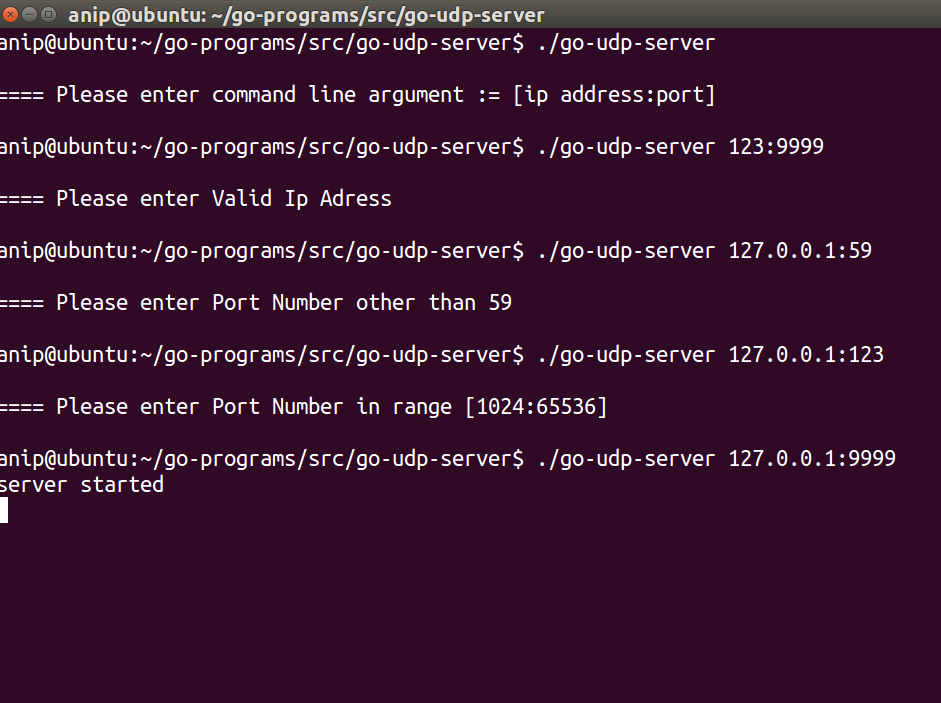 anip@ubuntu: ~/go-programs/src/go-udp-server
anip@ubuntu:~/go-programs/src/go-udp-server$ ./go-udp-server
==== Please enter command line argument := [ip address:port]
anip@ubuntu:~/go-programs/src/go-udp-server$ ./go-udp-server 123:9999
==== Please enter Valid Ip Adress
anip@ubuntu:~/go-programs/src/go-udp-server$ ./go-udp-server 127.0.0.1:59
==== Please enter Port Number other than 59
anip@ubuntu:~/go-programs/src/go-udp-server$ ./go-udp-server 127.0.0.1:123
==== Please enter Port Number in range [1024:65536]
anip@ubuntu:~/go-programs/src/go-udp-server$ ./go-udp-server 127.0.0.1:9999
server started